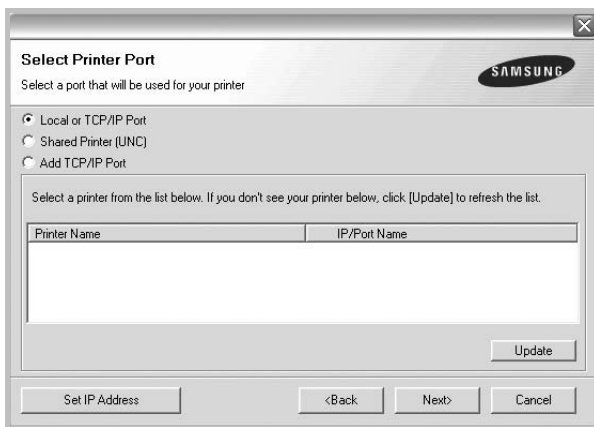 Select Printer Port
Select a port that will be used for your printer
SAMSUNG
Local or TCP/IP Port
Shared Printer (UNC)
Add TCP/IP Port
Select a printer from the list below. If you don't see your printer below, click [Update] to refresh the list.
Printer Name IP/Port Name
Update
Set IP Address <Back Next> Cancel